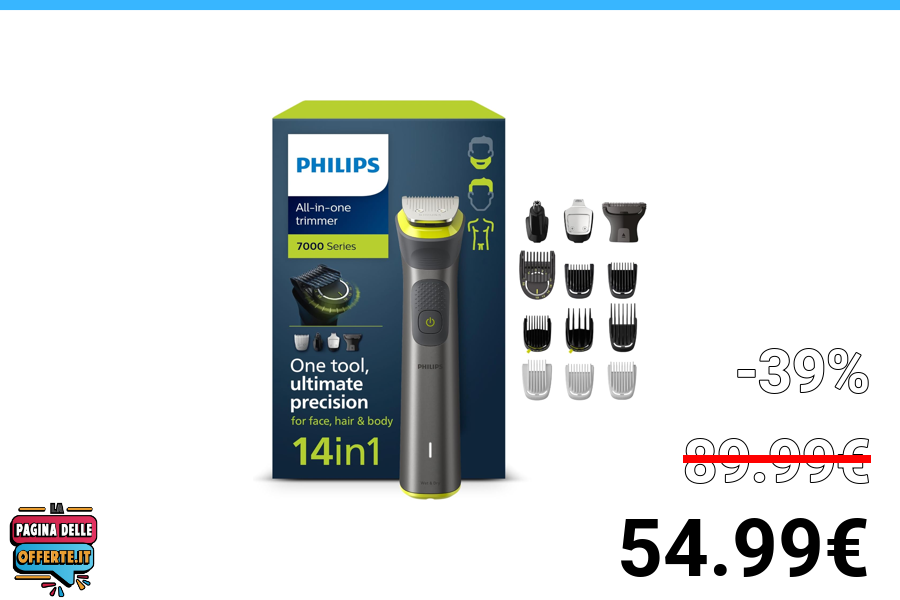 PHILIPS
All-in-one
trimmer
7000 Series
One tool,
ultimate
precision
for face, hair & body
14in1
PHILIPS
-39%
89.99€
54.99€
LA
PAGINA DELLE
OFFERTE.IT